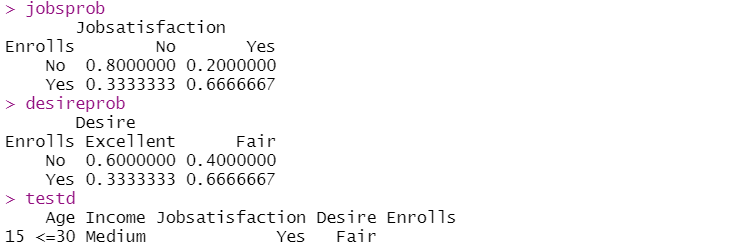 > jobsprob
       Jobsatisfaction
Enrolls        No       Yes
    No  0.8000000 0.2000000
    Yes 0.3333333 0.6666667
> desireprob
       Desire
Enrolls Excellent      Fair
    No  0.6000000 0.4000000
    Yes 0.3333333 0.6666667
> testd
    Age Income Jobsatisfaction Desire Enrolls
15 <=30 Medium             Yes   Fair